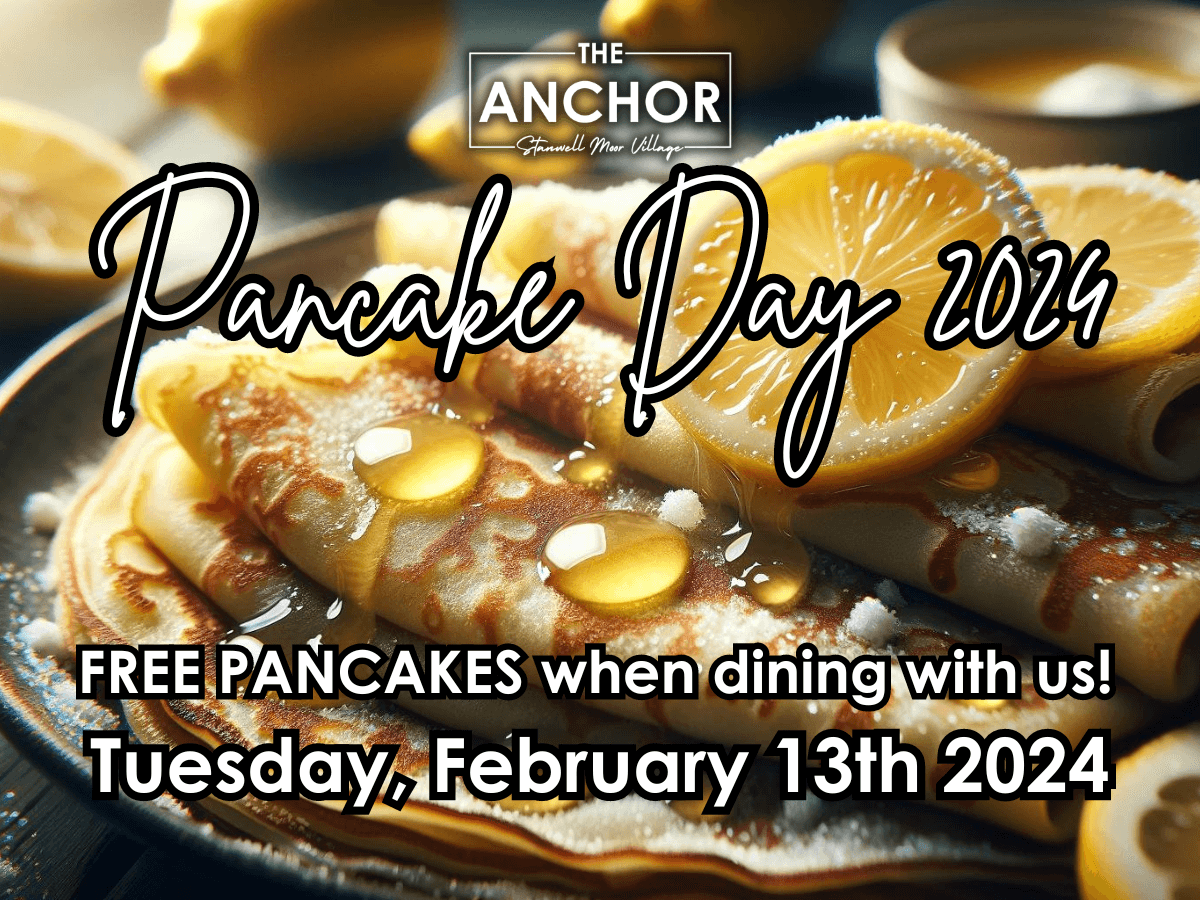 THE
ANCHOR
Stanwell Moor Village
Pancake Day 2024
FREE PANCAKES when dining with us!
Tuesday, February 13th 2024